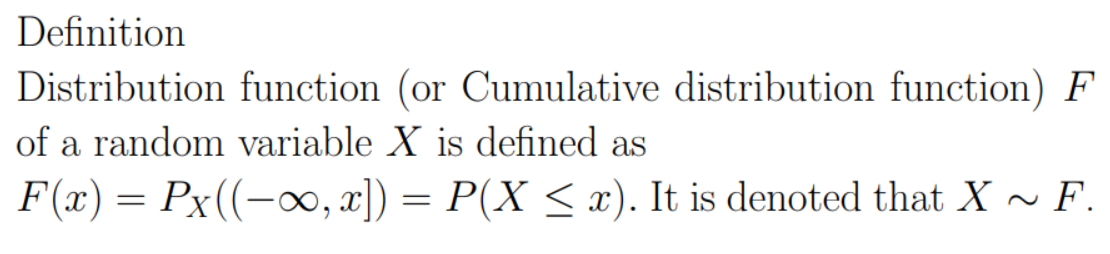 Definition
Distribution function (or Cumulative distribution function) F
of a random variable X is defined as
F(x) = P_X((−∞, x]) = P(X ≤ x). It is denoted that X ∼ F.